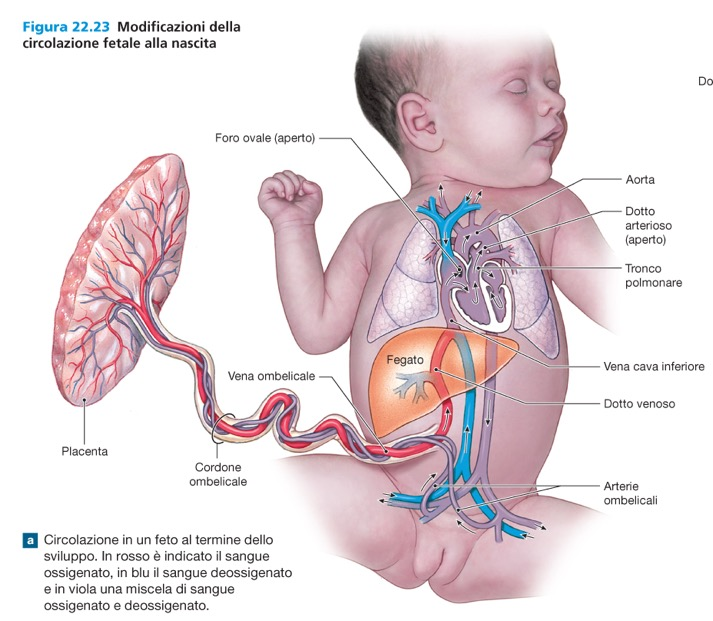 Figura 22.23 Modificazioni della
circolazione fetale alla nascita
Do
Foro ovale (aperto)
Aorta
Dotto
arterioso
(aperto)
Tronco
polmonare
Fegato
Vena cava inferiore
Vena ombelicale
Dotto venoso
Placenta
Cordone
ombelicale
Arterie
ombelicali
a Circolazione in un feto al termine dello
sviluppo. In rosso è indicato il sangue
ossigenato, in blu il sangue deossigenato
e in viola una miscela di sangue
ossigenato e deossigenato.